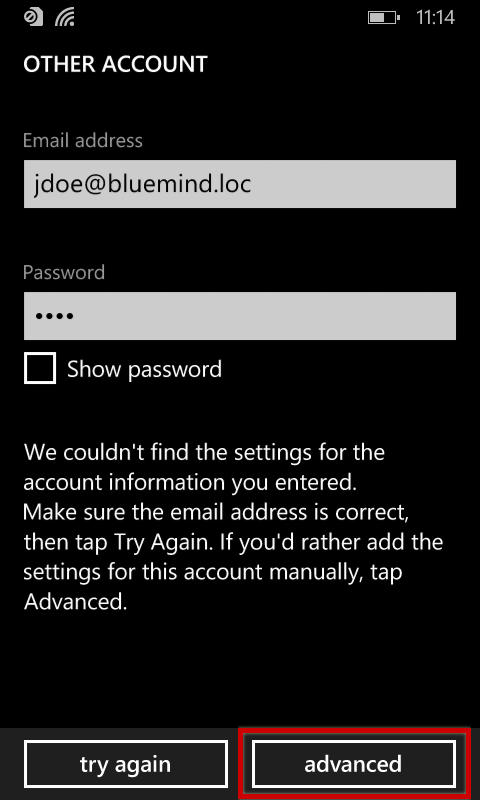 11:14
OTHER ACCOUNT
Email address
jdoe@bluemind.loc
Password
••••
Show password
We couldn't find the settings for the
account information you entered.
Make sure the email address is correct,
then tap Try Again. If you'd rather add the
settings for this account manually, tap
Advanced.
try again
advanced